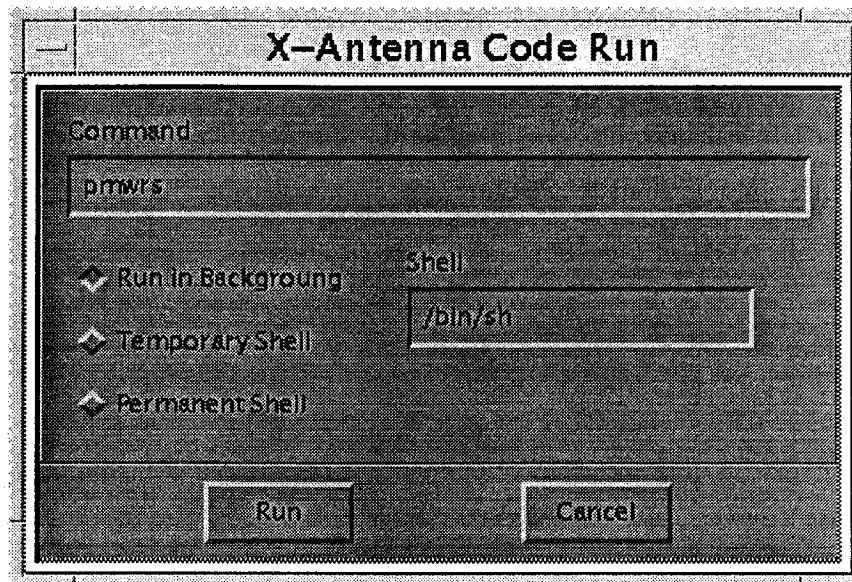 X-Antenna Code Run
Command
pmwrs
Run in Backgroung
Shell
/bin/sh
Temporary Shell
Permanent Shell
Run
Cancel